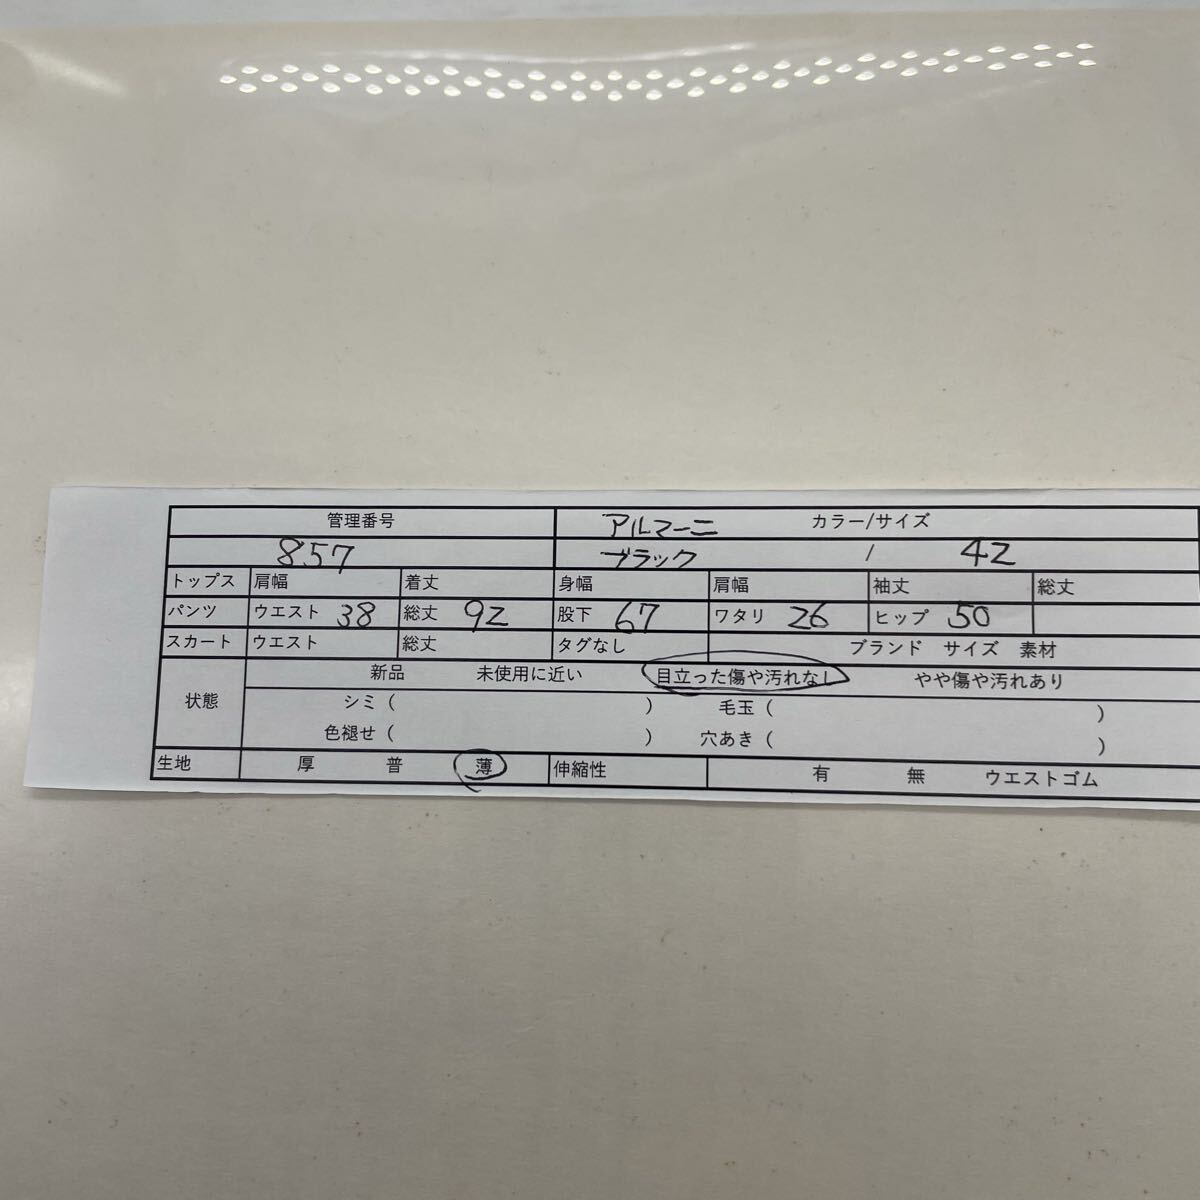 管理番号 アルマーニ カラー/サイズ
857 ブラック / 42
トップス 肩幅 着丈 身幅 肩幅 袖丈 総丈
パンツ ウエスト 38 総丈 92 股下 67 ワタリ 26 ヒップ 50
スカート ウエスト 総丈 タグなし ブランド サイズ 素材
状態 新品 未使用に近い 目立った傷や汚れなし やや傷や汚れあり
シミ( ) 毛玉( )
色褪せ( ) 穴あき( )
生地 厚 普 薄 伸縮性 有 無 ウエストゴム